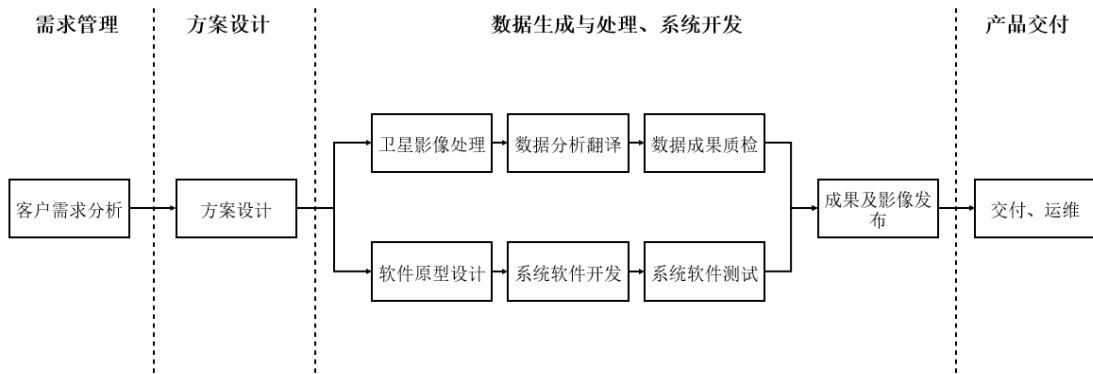 需求管理
方案设计
数据生成与处理、系统开发
产品交付
卫星影像处理
数据分析翻译
数据成果质检
客户需求分析
方案设计
成果及影像发
布
交付、运维
软件原型设计
系统软件开发
系统软件测试